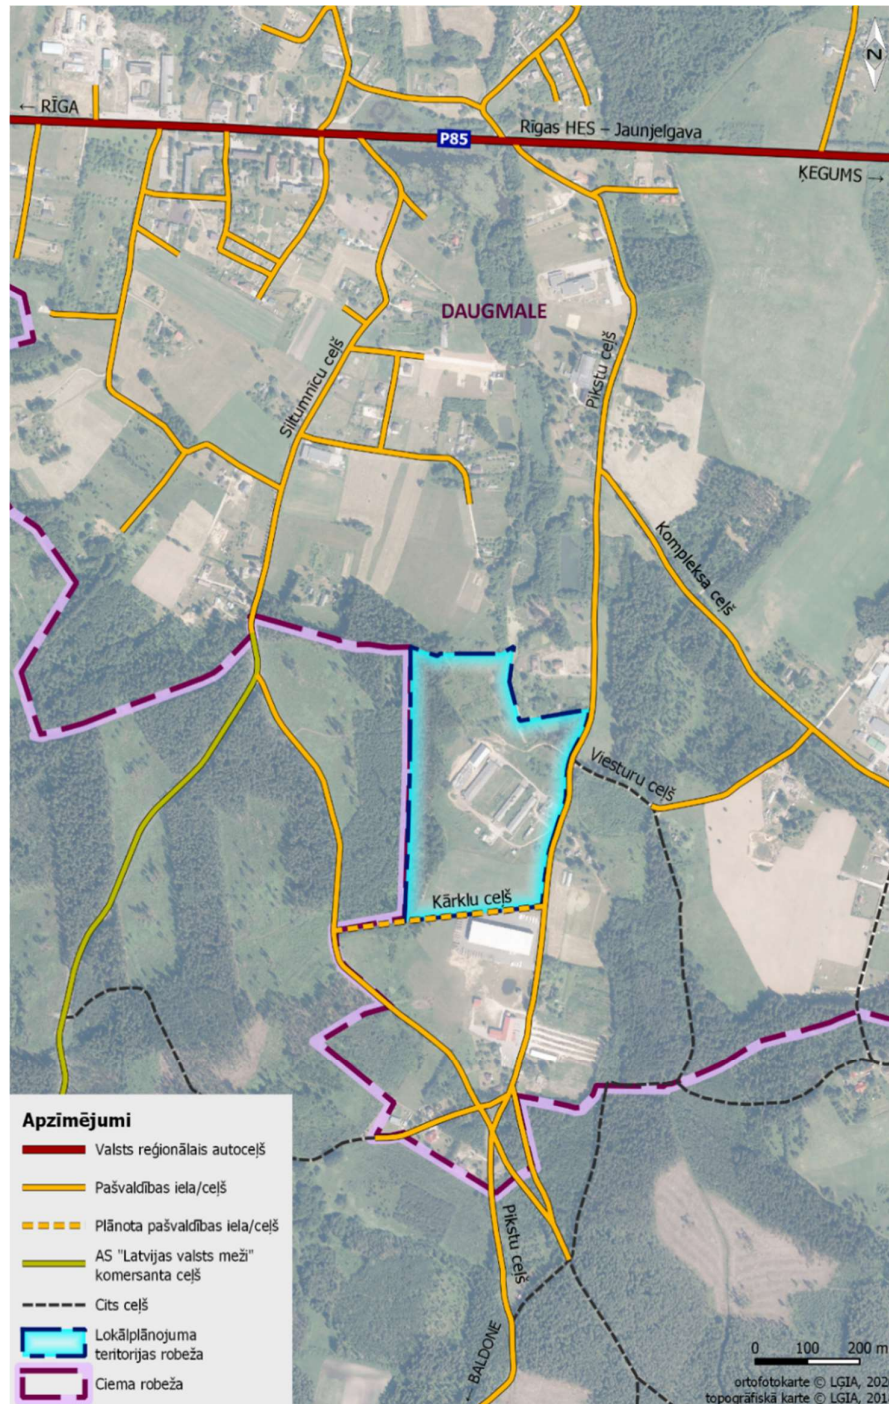 Z
← RĪGA
P85
Rīgas HES – Jaunjelgava
ĶEGUMS →
DAUGMALE
Siltumnīcu ceļš
Pikstu ceļš
Kompleksa ceļš
Viesturu ceļš
Kārklu ceļš
Pikstu ceļš
← BALDONE
Apzīmējumi
Valsts reģionālais autoceļš
Pašvaldības iela/ceļš
Plānota pašvaldības iela/ceļš
AS "Latvijas valsts meži"
komersanta ceļš
Cits ceļš
Lokālplānojuma
teritorijas robeža
Ciema robeža
0 100 200 m
ortofotokarte © LĢIA,
topogrāfiskā karte © LĢIA,